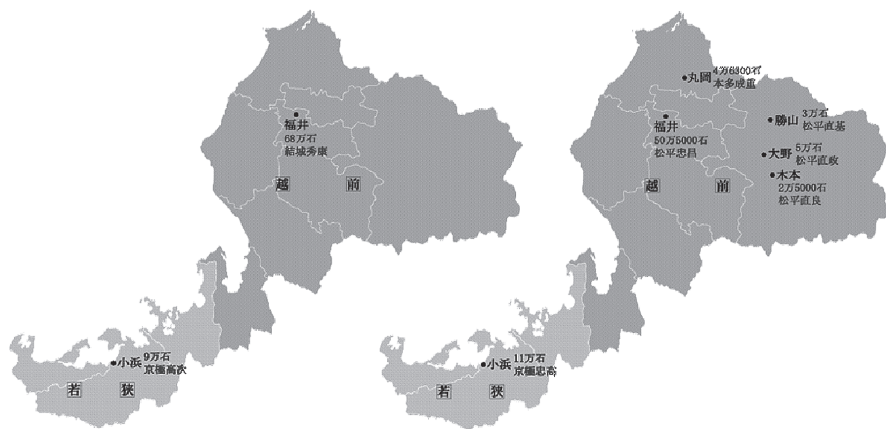 福井
68万石
結城秀康
越 前
小浜
9万石
京極高次
若 狭
丸岡
4万6300石
本多成重
福井
50万5000石
松平忠昌
勝山
3万石
松平直基
大野
5万石
松平直政
木本
2万5000石
松平直良
越 前
小浜
11万石
京極忠高
若 狭